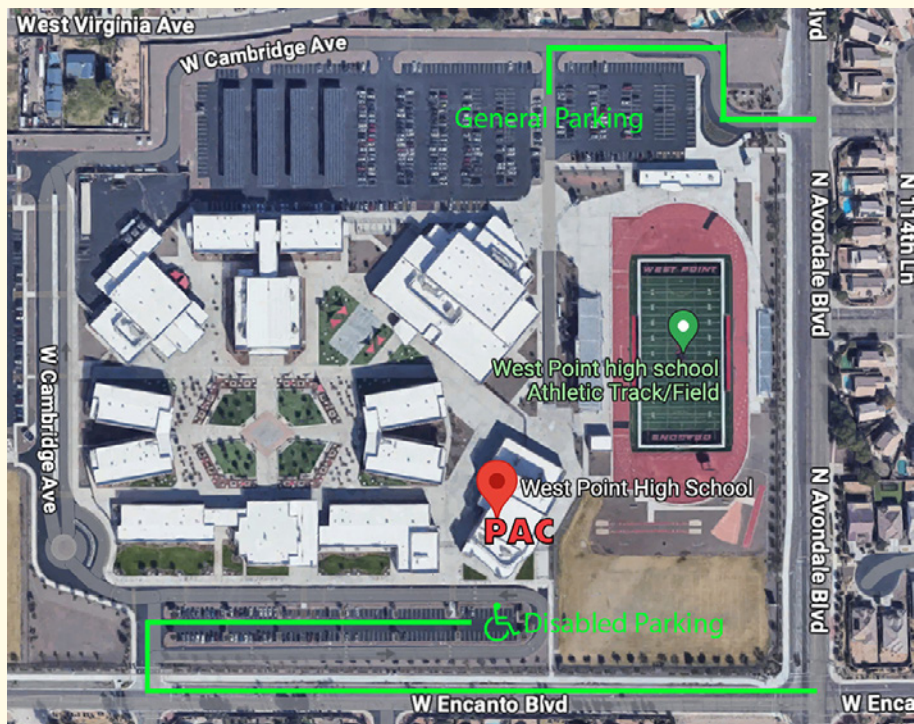 West Virginia Ave
W Cambridge Ave
Blvd
General Parking
N Avondale Blvd
N 114th Ln
WEST POINT
West Point high school
Athletic Track/Field
W Cambridge Ave
DRAGONS
West Point High School
PAC
N Avondale Blvd
Disabled Parking
W Encanto Blvd
W Enca